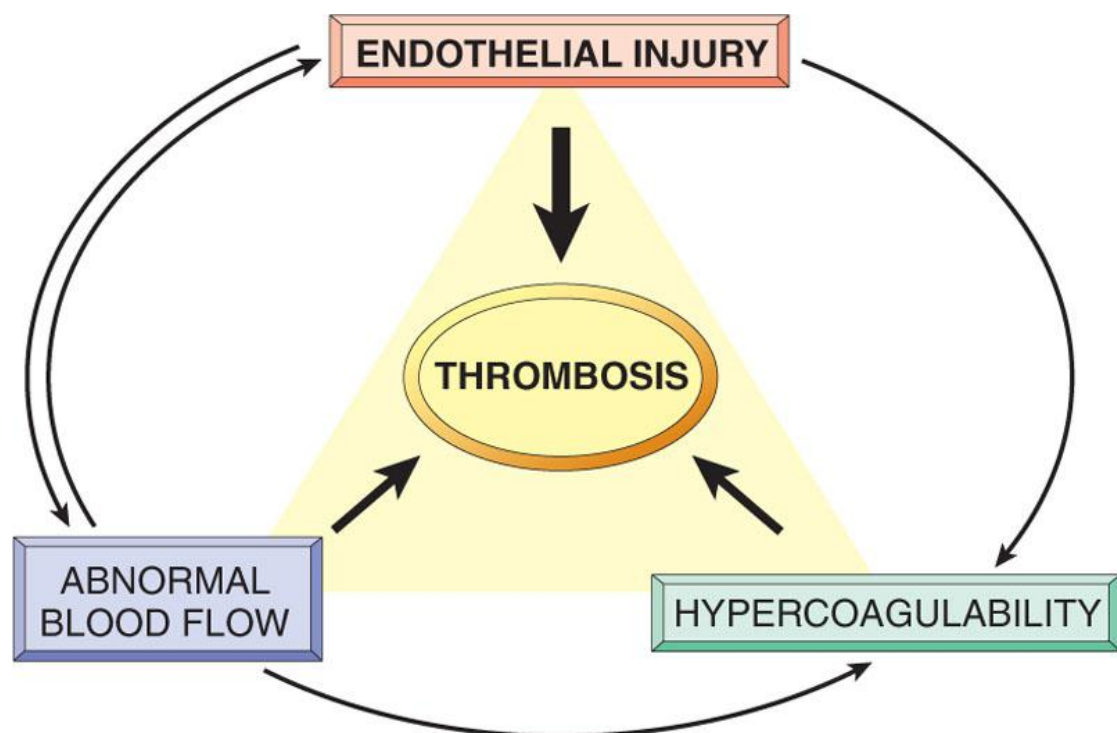 ENDOTHELIAL INJURY
THROMBOSIS
ABNORMAL
BLOOD FLOW
HYPERCOAGULABILITY